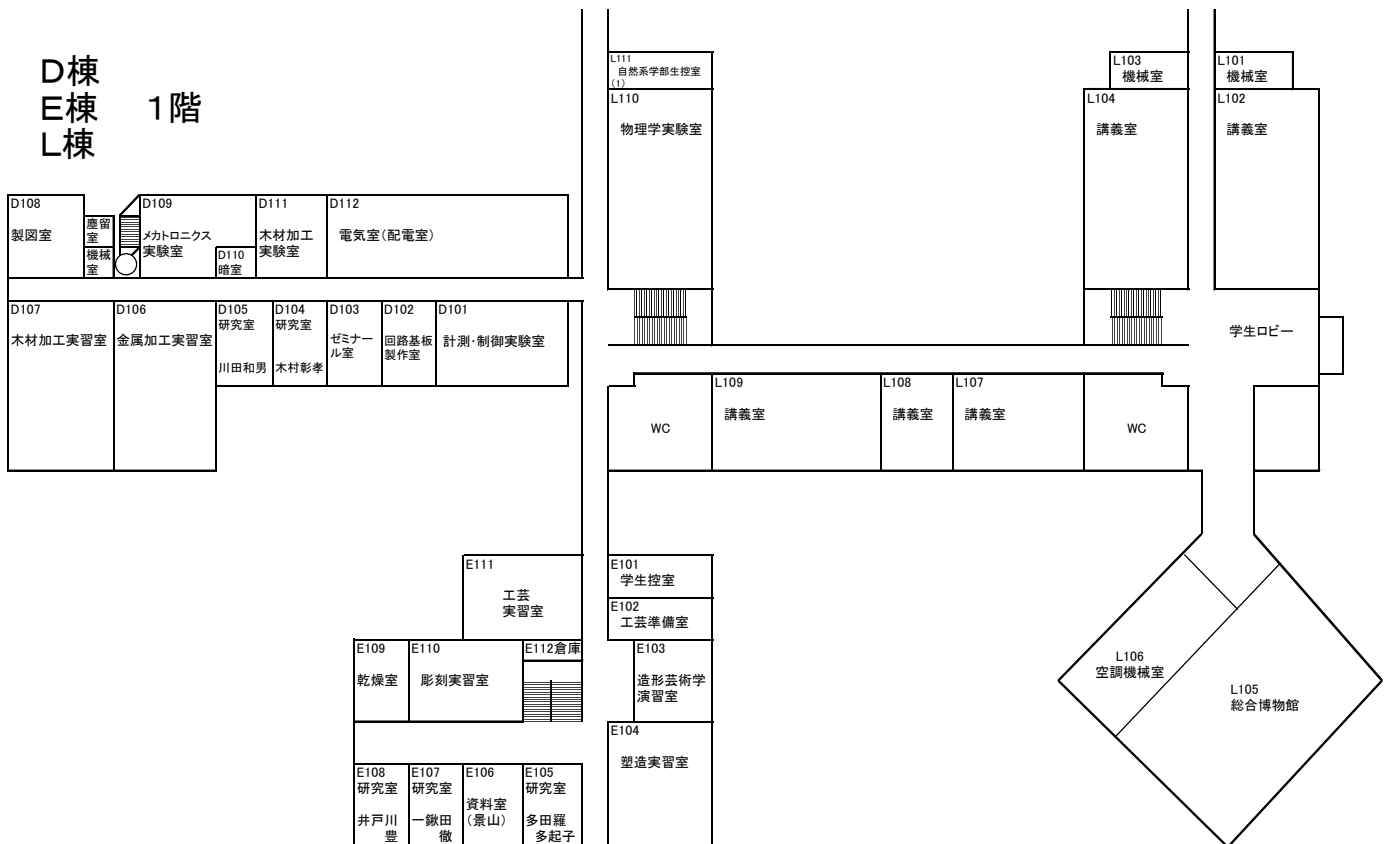 D棟
E棟　1階
L棟
L111
自然系学部生控室
(1)
L110
物理学実験室
L103
機械室
L101
機械室
L104
講義室
L102
講義室
D108
製図室
塵留
室
機械
室
D109
メカトロニクス
実験室
D110
暗室
D111
木材加工
実験室
D112
電気室(配電室)
D107
木材加工実習室
D106
金属加工実習室
D105
研究室
川田和男
D104
研究室
木村彰孝
D103
ゼミナー
ル室
D102
回路基板
製作室
D101
計測・制御実験室
学生ロビー
WC
L109
講義室
L108
講義室
L107
講義室
WC
E111
工芸
実習室
E101
学生控室
E102
工芸準備室
E109
乾燥室
E110
彫刻実習室
E112倉庫
E103
造形芸術学
演習室
E104
塑造実習室
L106
空調機械室
L105
総合博物館
E108
研究室
井戸川
豊
E107
研究室
一鍬田
徹
E106
資料室
(景山)
E105
研究室
多田羅
多起子